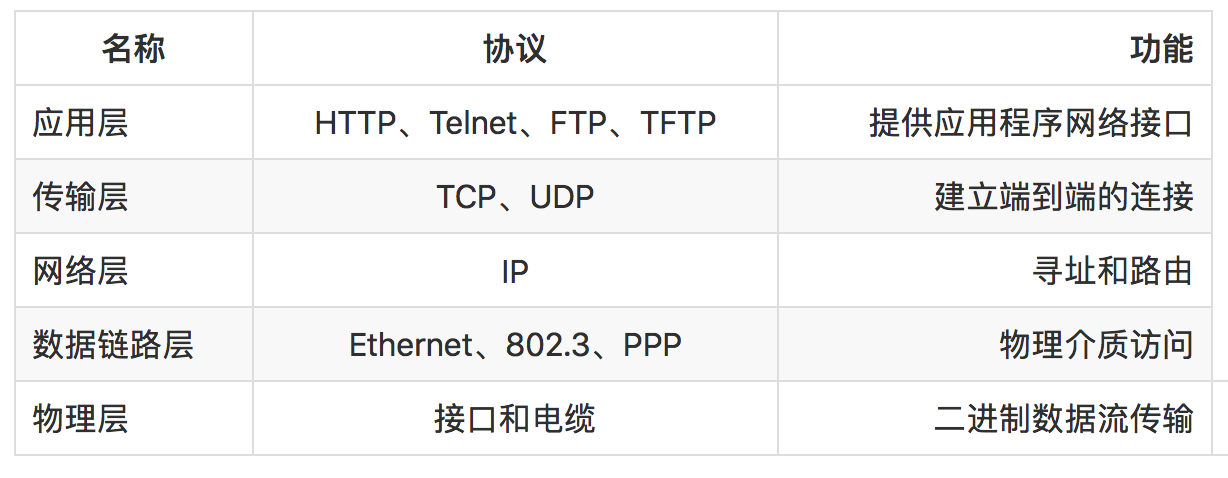 名称 协议 功能
应用层 HTTP、Telnet、FTP、TFTP 提供应用程序网络接口
传输层 TCP、UDP 建立端到端的连接
网络层 IP 寻址和路由
数据链路层 Ethernet、802.3、PPP 物理介质访问
物理层 接口和电缆 二进制数据流传输